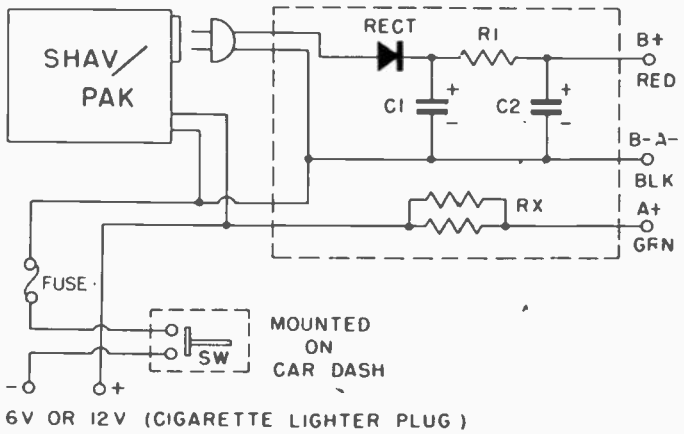 SHAV/
PAK
RECT
R1
C1
+
-
C2
+
-
B+
RED
B-A-
BLK
RX
A+
GRN
FUSE
SW
MOUNTED
ON
CAR DASH
- +
6V OR 12V (CIGARETTE LIGHTER PLUG)